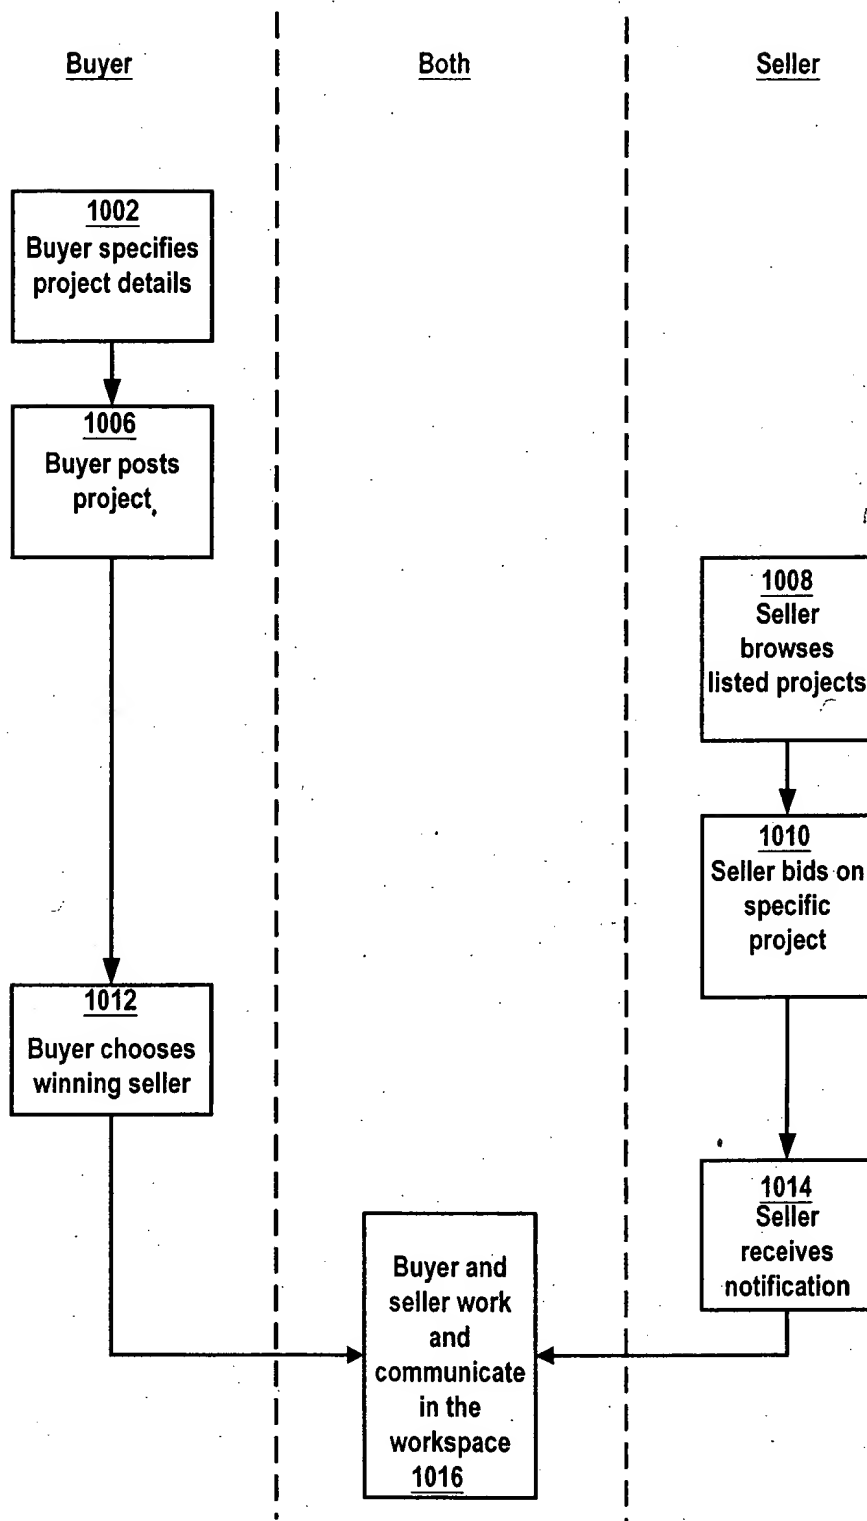 Buyer
Both
Seller
1002
Buyer specifies
project details
1006
Buyer posts
project
1008
Seller
browses
listed projects
1010
Seller bids on
specific
project
1012
Buyer chooses
winning seller
1014
Seller
receives
notification
Buyer and
seller work
and
communicate
in the
workspace
1016